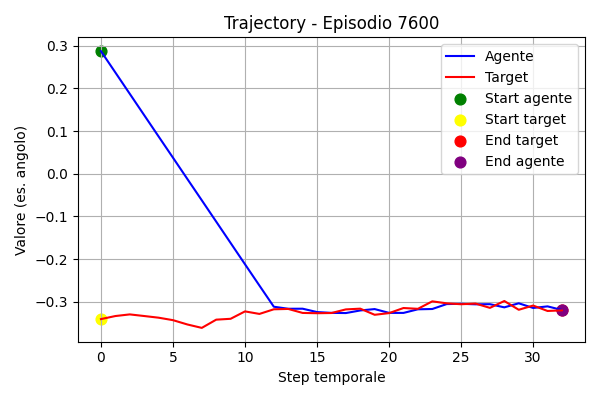 Trajectory - Episodio 7600
Valore (es. angolo)
0.3
0.2
0.1
0.0
−0.1
−0.2
−0.3
0 5 10 15 20 25 30
Step temporale
Agente
Target
Start agente
Start target
End target
End agente